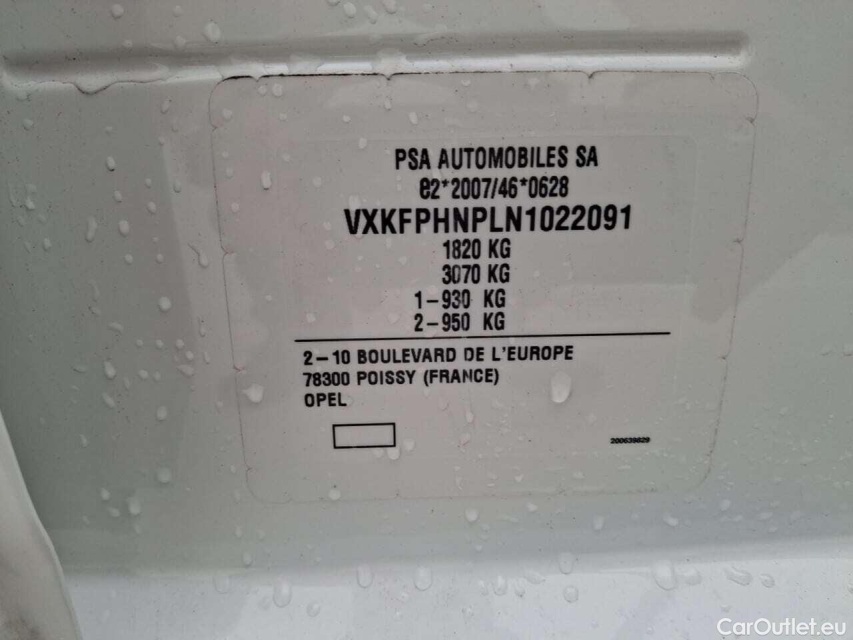 PSA AUTOMOBILES SA
e2*2007/46*0628
VXKFPHNPLN1022091
1820 KG
3070 KG
1-930 KG
2-950 KG
2-10 BOULEVARD DE L'EUROPE
78300 POISSY (FRANCE)
OPEL
200639829
CarOutlet.eu